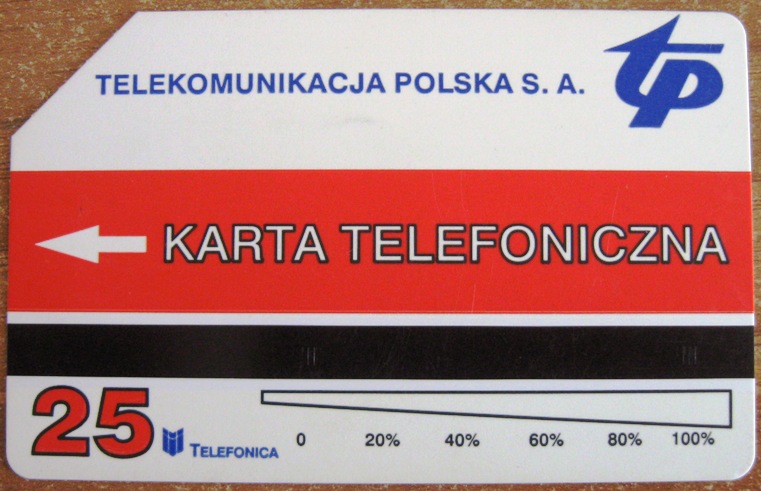 TELEKOMUNIKACJA POLSKA S. A.
tp
KARTA TELEFONICZNA
25 TELEFONICA
0 20% 40% 60% 80% 100%